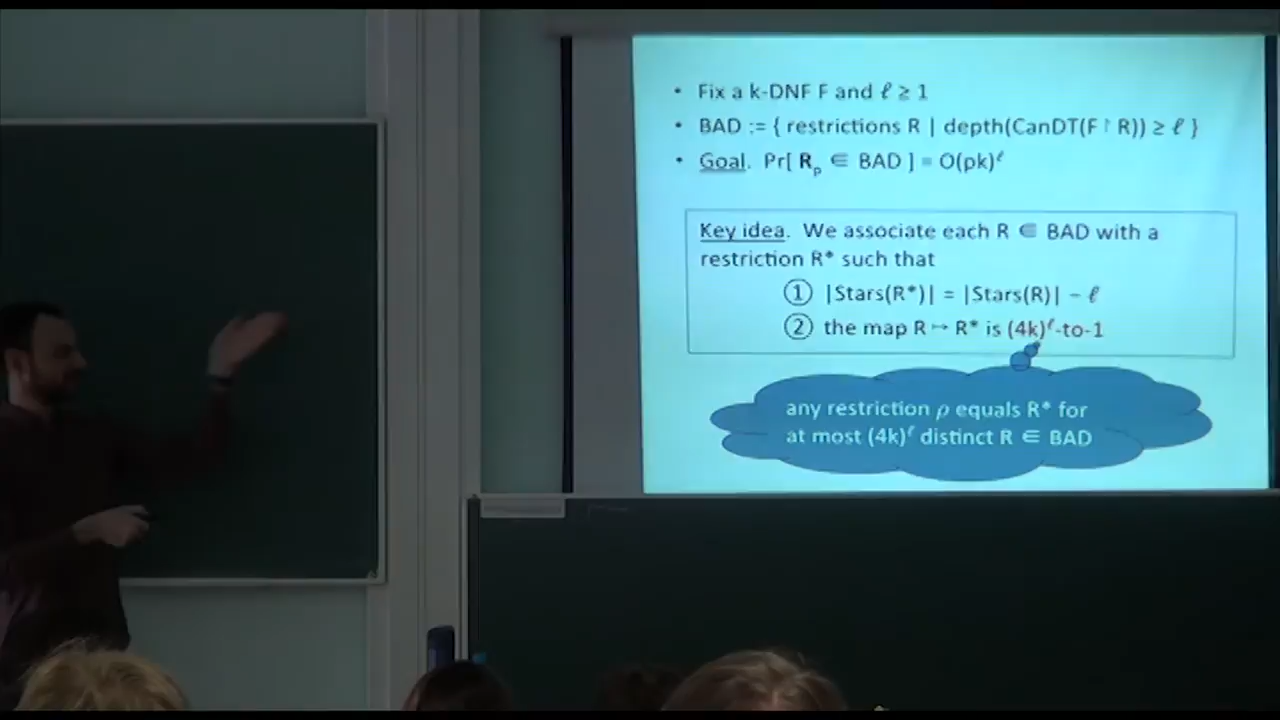 • Fix a k-DNF F and ℓ ≥ 1
• BAD := { restrictions R | depth(CanDT(F↾R)) ≥ ℓ }
• Goal. Pr[ Rₚ ∈ BAD ] = O(pk)^ℓ
Key idea. We associate each R ∈ BAD with a
restriction R* such that
① |Stars(R*)| = |Stars(R)| − ℓ
② the map R ↦ R* is (4k)^ℓ-to-1
any restriction ρ equals R* for
at most (4k)^ℓ distinct R ∈ BAD